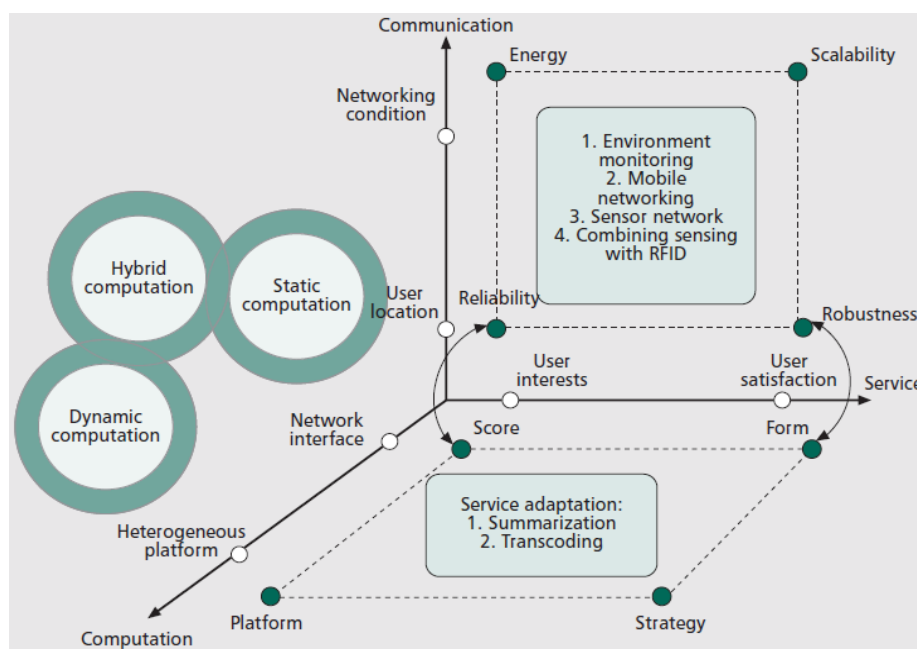 Communication
Energy
Scalability
Networking
condition
1. Environment
monitoring
2. Mobile
networking
3. Sensor network
4. Combining sensing
with RFID
Hybrid
computation
Static
computation
User
location
Reliability
Robustness
User
interests
User
satisfaction
Service
Dynamic
computation
Network
interface
Score
Form
Service adaptation:
1. Summarization
2. Transcoding
Heterogeneous
platform
Platform
Strategy
Computation